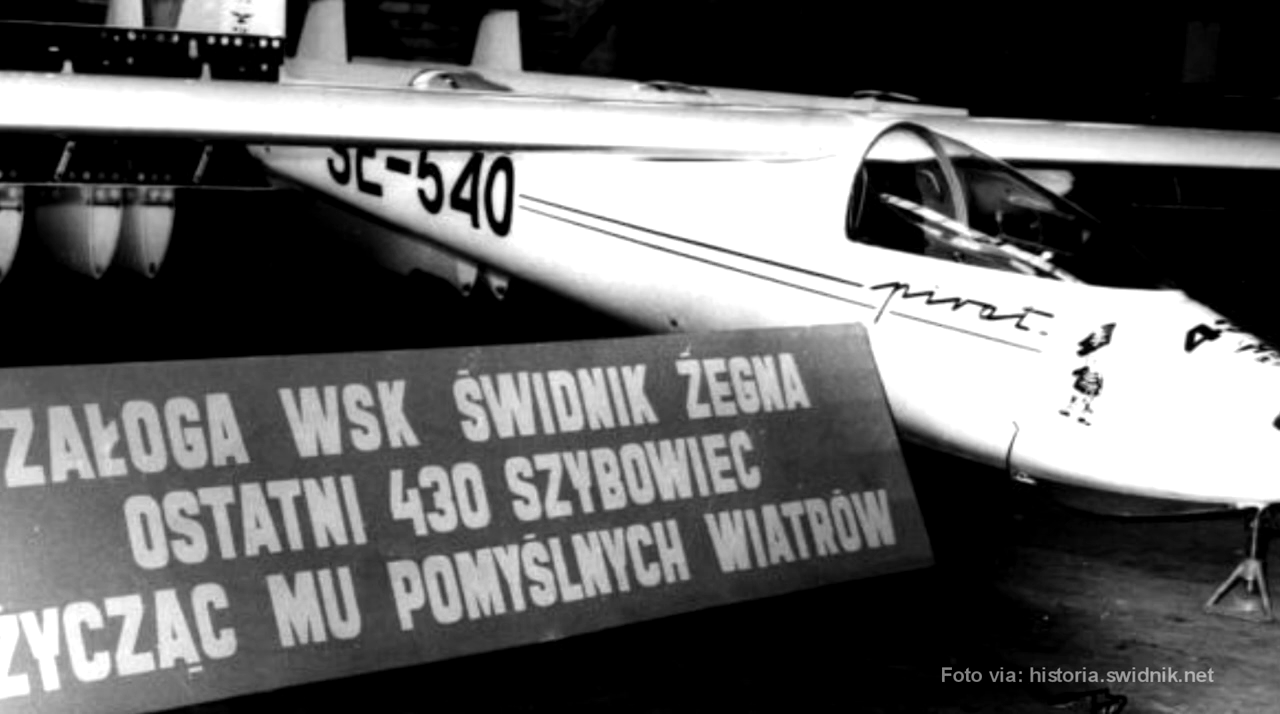 SE-540
pirat.
ZAŁOGA WSK ŚWIDNIK ŻEGNA
OSTATNI 430 SZYBOWIEC
ŻYCZĄC MU POMYŚLNYCH WIATRÓW
Foto via: historia.swidnik.net